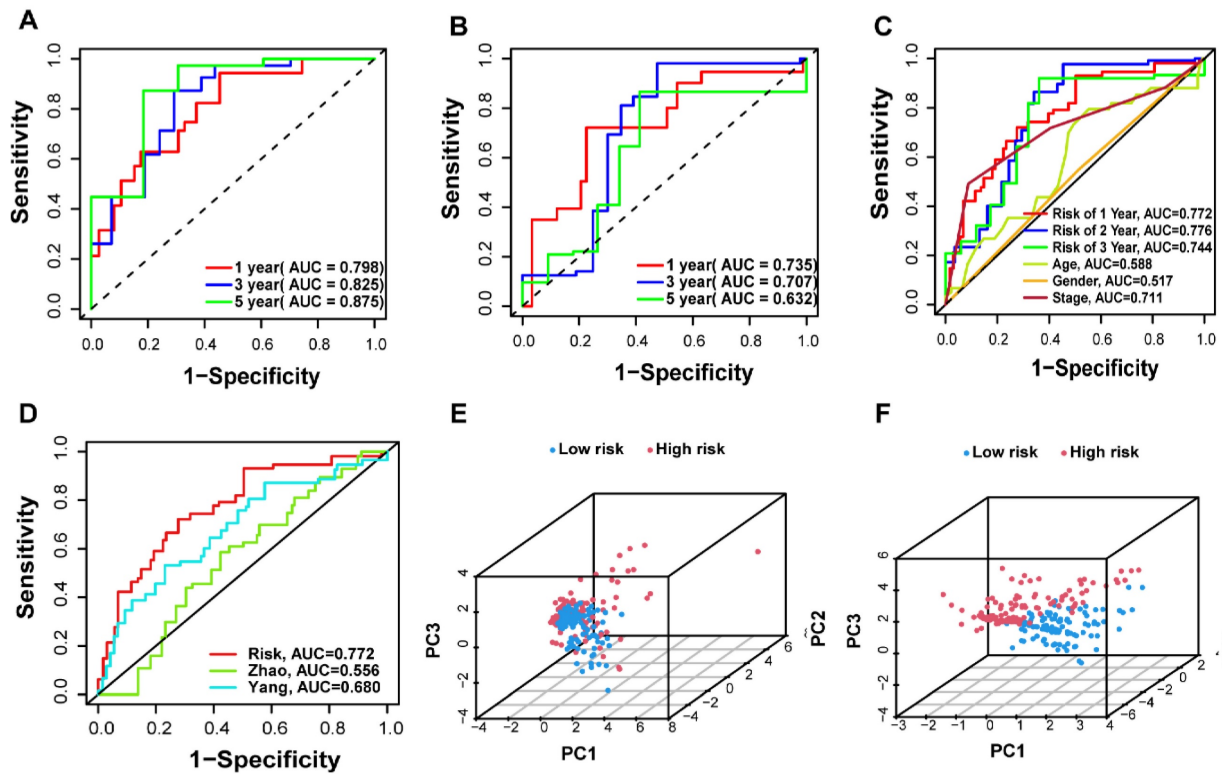 A
Sensitivity
1.0
0.8
0.6
0.4
0.2
0.0
1 year( AUC = 0.798)
3 year( AUC = 0.825)
5 year( AUC = 0.875)
0.0 0.2 0.4 0.6 0.8 1.0
1−Specificity
B
Sensitivity
1.0
0.8
0.6
0.4
0.2
0.0
1 year( AUC = 0.735)
3 year( AUC = 0.707)
5 year( AUC = 0.632)
0.0 0.2 0.4 0.6 0.8 1.0
1−Specificity
C
Sensitivity
1.0
0.8
0.6
0.4
0.2
0.0
Risk of 1 Year, AUC=0.772
Risk of 2 Year, AUC=0.776
Risk of 3 Year, AUC=0.744
Age, AUC=0.588
Gender, AUC=0.517
Stage, AUC=0.711
0.0 0.2 0.4 0.6 0.8 1.0
1−Specificity
D
Sensitivity
1.0
0.8
0.6
0.4
0.2
0.0
Risk, AUC=0.772
Zhao, AUC=0.556
Yang, AUC=0.680
0.0 0.2 0.4 0.6 0.8 1.0
1−Specificity
E
Low risk High risk
PC3
4
2
0
−2
−4
−4 −2 0 2 4 6 8
PC1
−4
−2
0
2
4
6
PC2
F
Low risk High risk
PC3
6
4
2
0
−2
−4
−3 −2 −1 0 1 2 3 4
PC1
−6
−4
−2
0
2